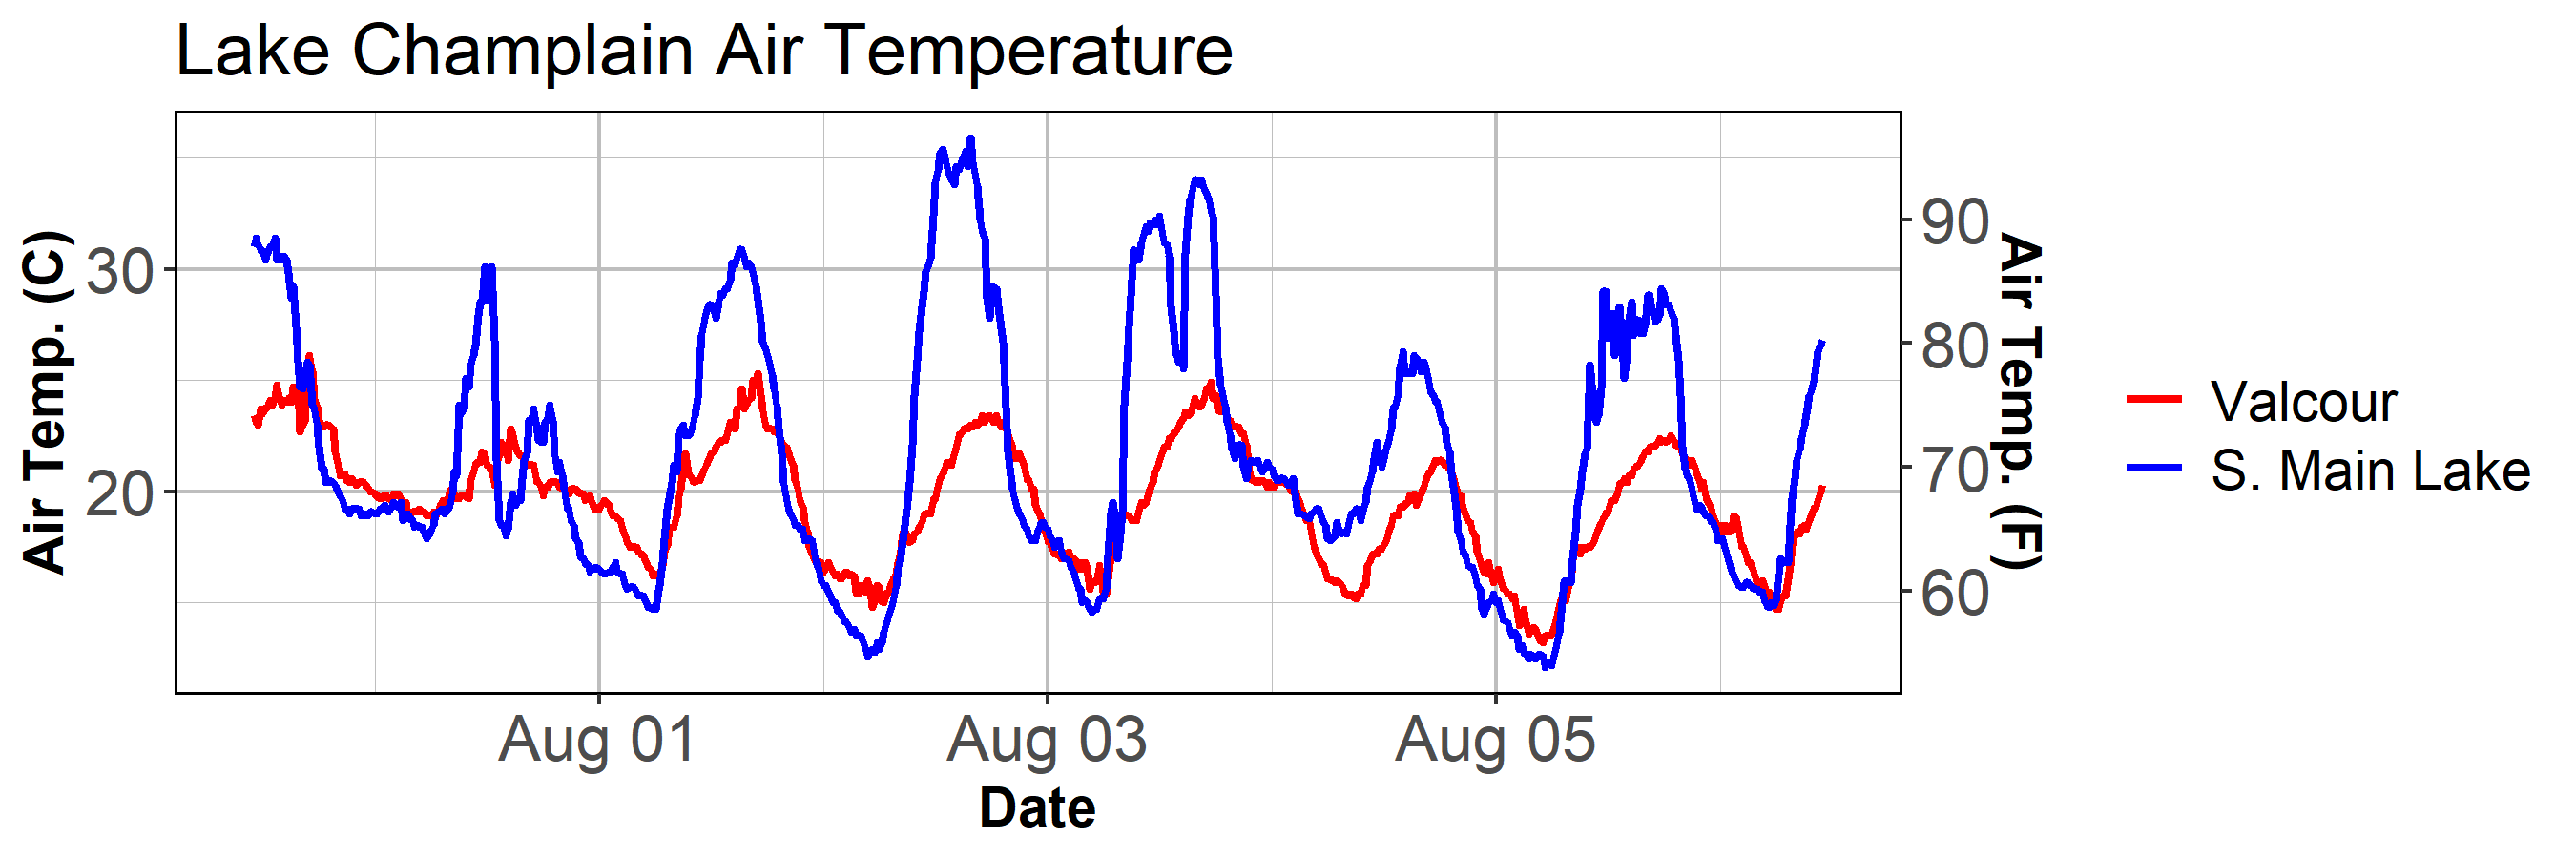 Lake Champlain Air Temperature
Air Temp. (C)
30
20
90
80
70
60
Air Temp. (F)
Aug 01
Aug 03
Aug 05
Date
Valcour
S. Main Lake